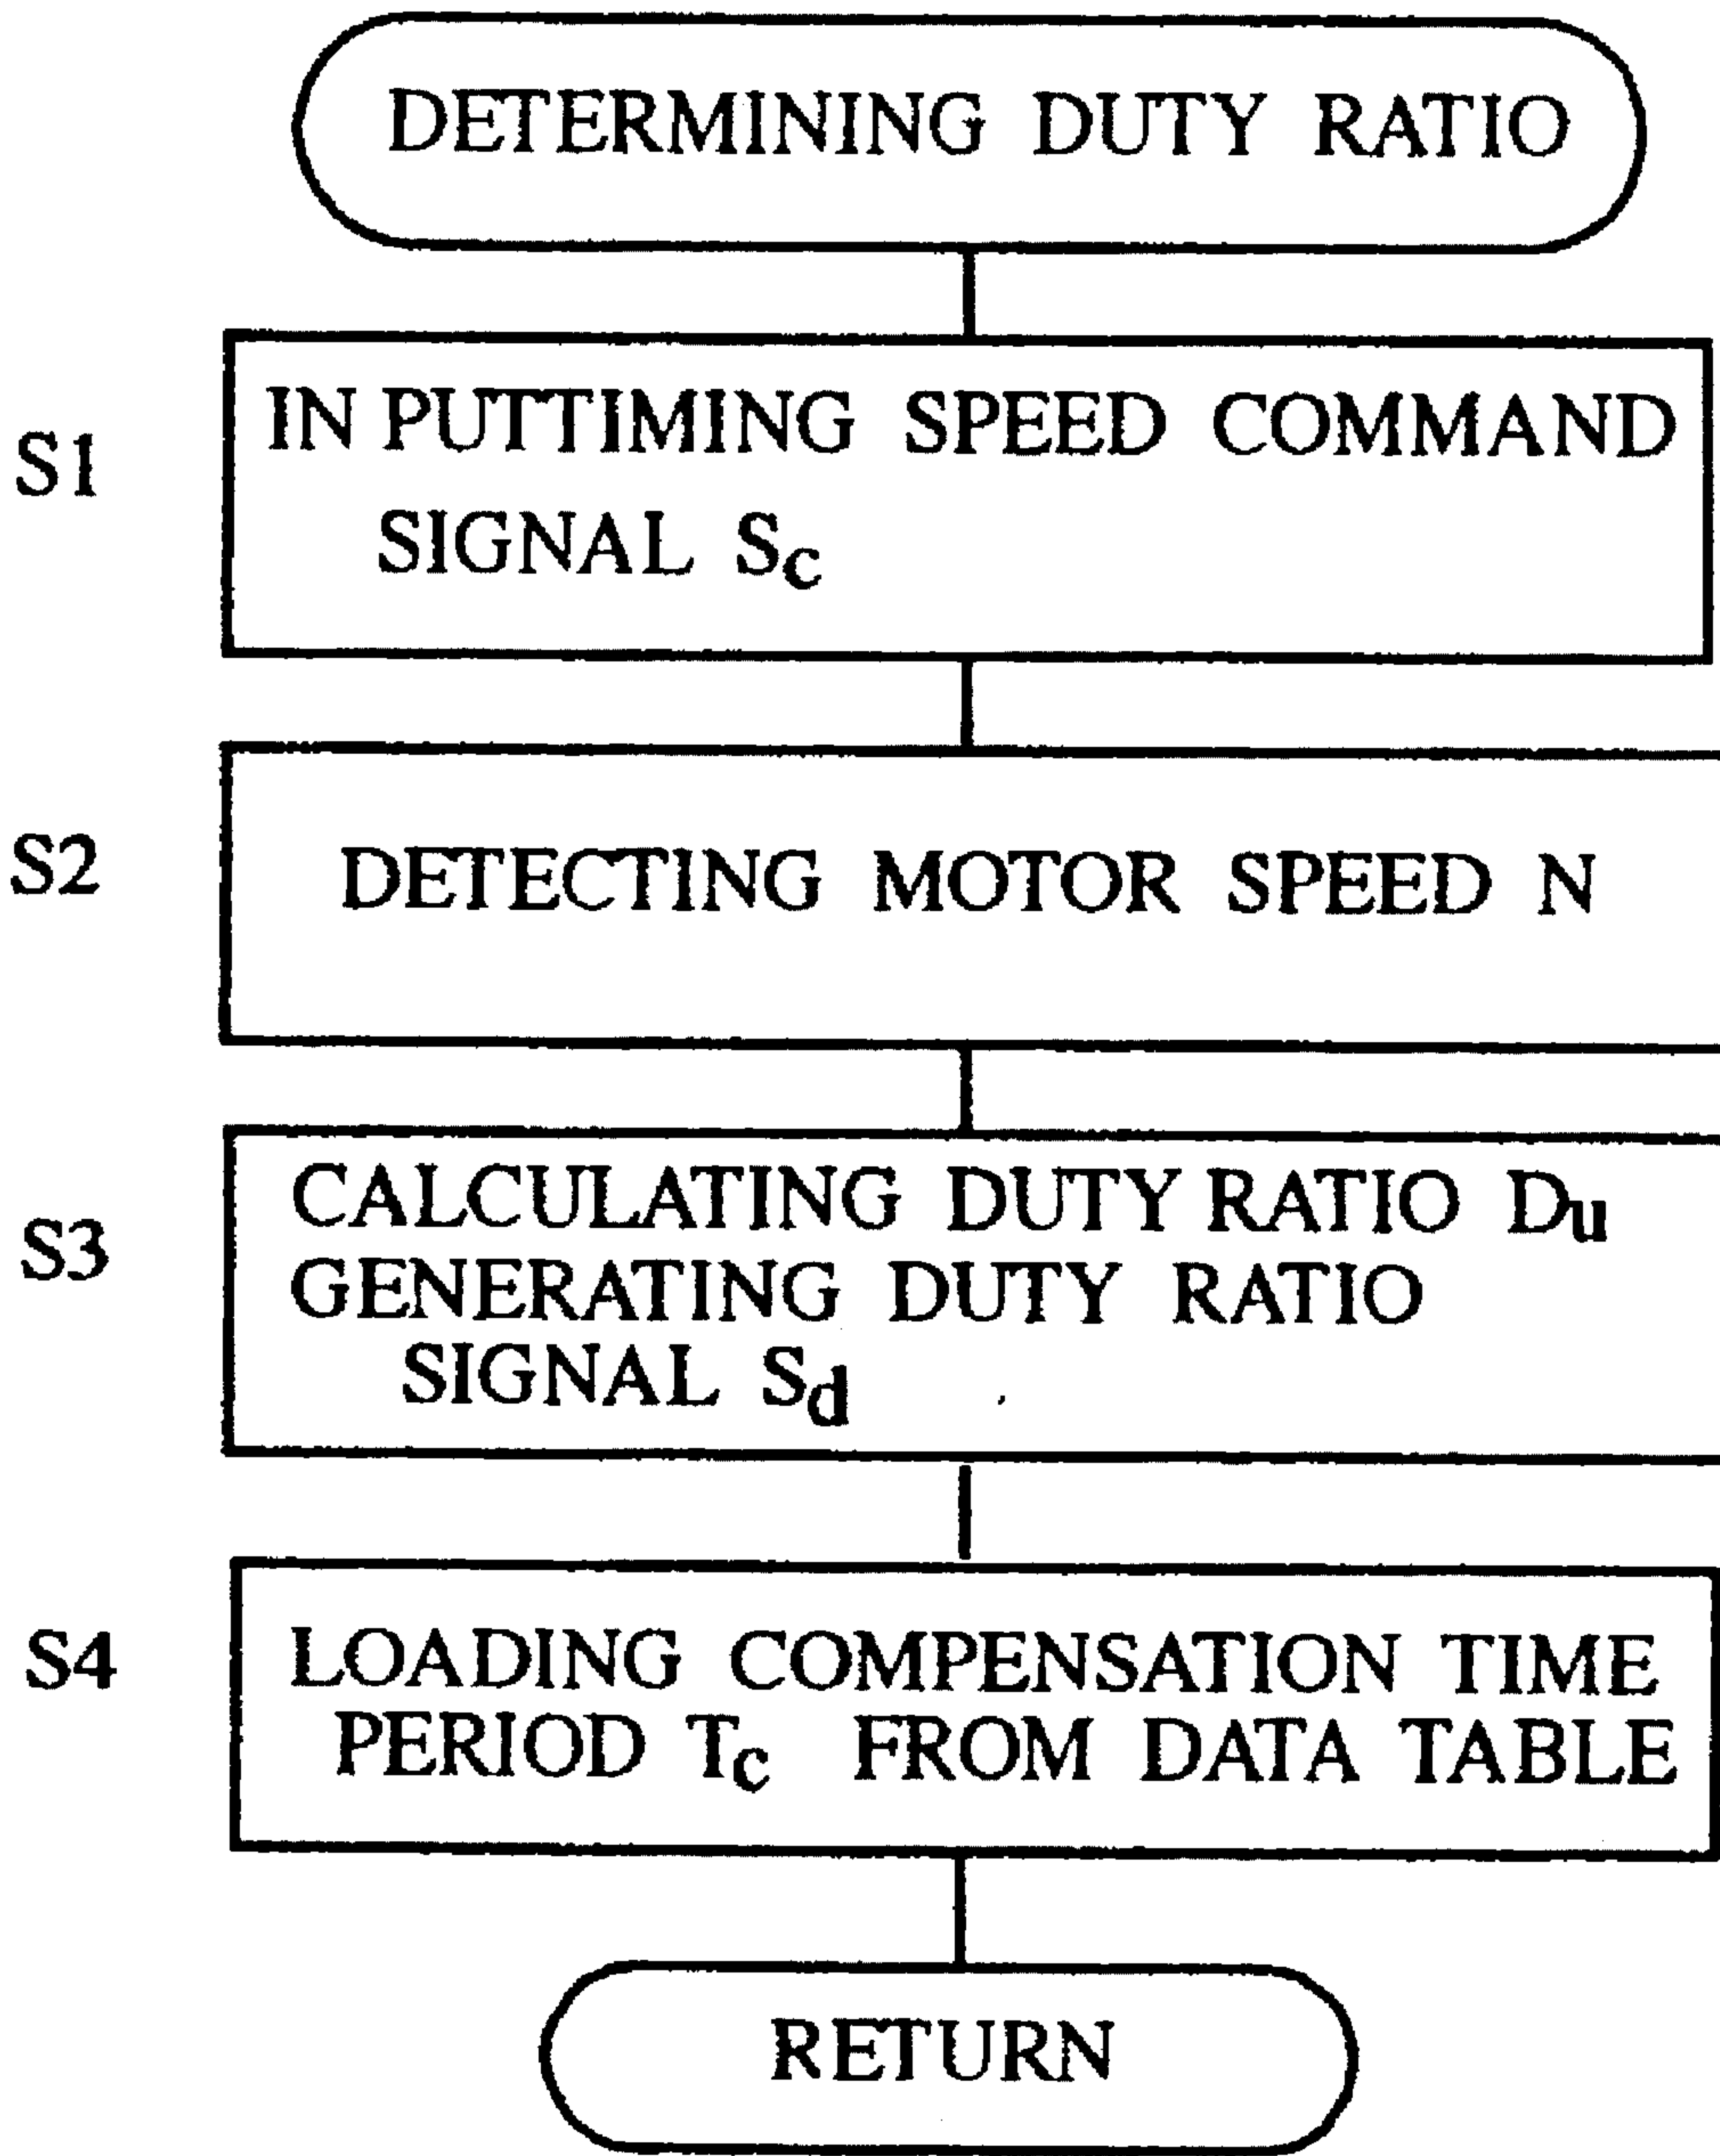 DETERMINING DUTY RATIO
S1
IN PUTTIMING SPEED COMMAND
SIGNAL Sc
S2
DETECTING MOTOR SPEED N
S3
CALCULATING DUTY RATIO Du
GENERATING DUTY RATIO
SIGNAL Sd
S4
LOADING COMPENSATION TIME
PERIOD Tc FROM DATA TABLE
RETURN